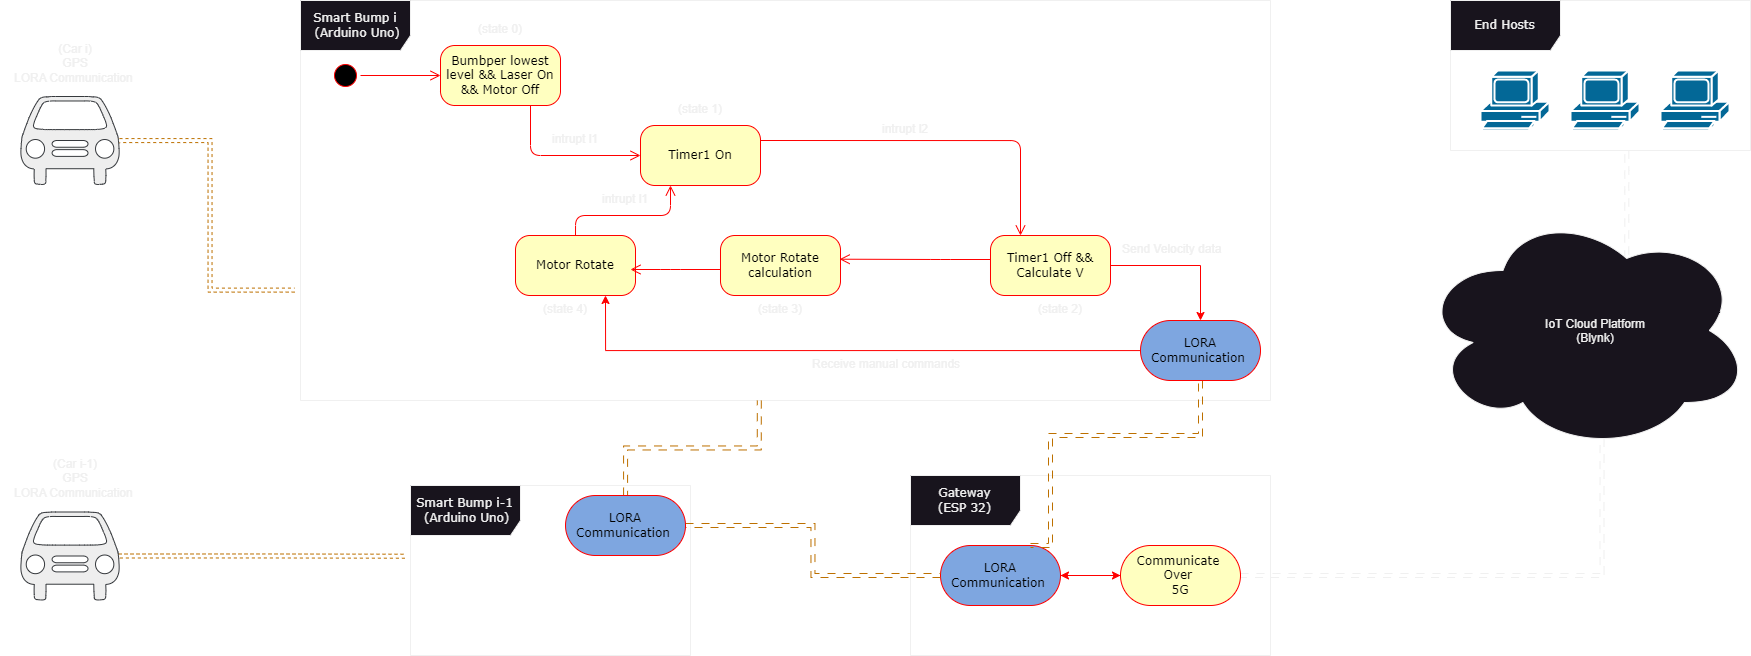 Smart Bump i
(Arduino Uno)
(state 0)
Bumbper lowest
level && Laser On
&& Motor Off
End Hosts
(Car i)
GPS
LORA Communication
(state 1)
intrupt I1
Timer1 On
intrupt I2
intrupt I1
Motor Rotate
(state 4)
Motor Rotate
calculation
(state 3)
Timer1 Off &&
Calculate V
(state 2)
Send Velocity data
LORA
Communication
Receive manual commands
IoT Cloud Platform
(Blynk)
(Car i-1)
GPS
LORA Communication
Smart Bump i-1
(Arduino Uno)
LORA
Communication
Gateway
(ESP 32)
LORA
Communication
Communicate
Over
5G